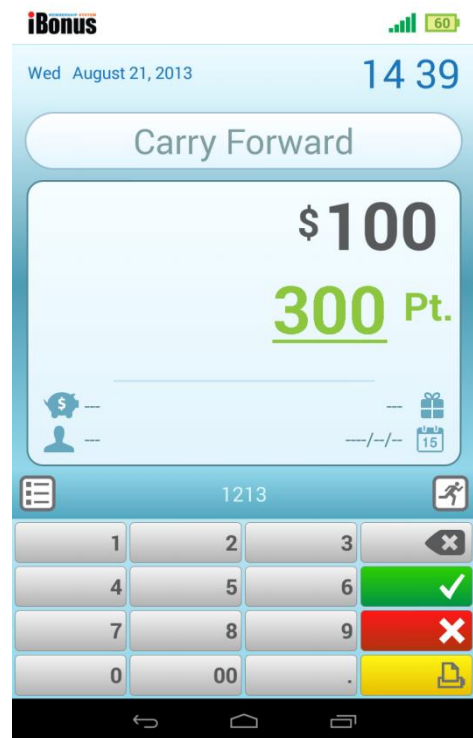 iBonus
60
Wed August 21, 2013
14 39
Carry Forward
$100
300 Pt.
$ --- ---
--- ----/--/-- 15
1213
1 2 3
4 5 6
7 8 9
0 00 .